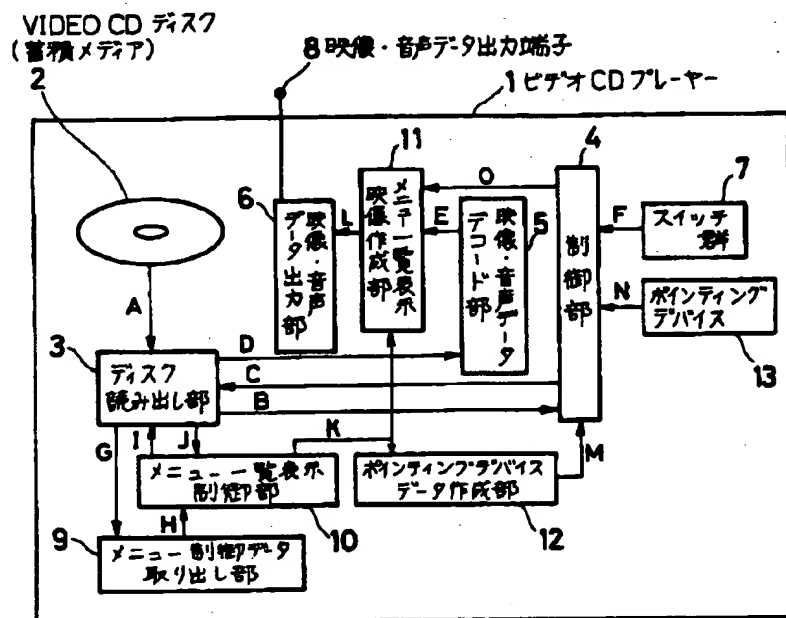 VIDEO CD ディスク
(蓄積メディア)
2
8 映像・音声データ出力端子
1 ビデオCDプレーヤー
11
4
6
7
メニュー一覧表示
映像作成部
映像・音声
データ出力部
映像・音声データ
デコード部
5
制御部
スイッチ
群
ポインティング
デバイス
13
O
L
E
F
N
A
D
C
B
3
ディスク
読み出し部
G
I
J
K
M
メニュー一覧表示
制御部
10
ポインティングデバイス
データ作成部
12
H
9
メニュー制御データ
取り出し部